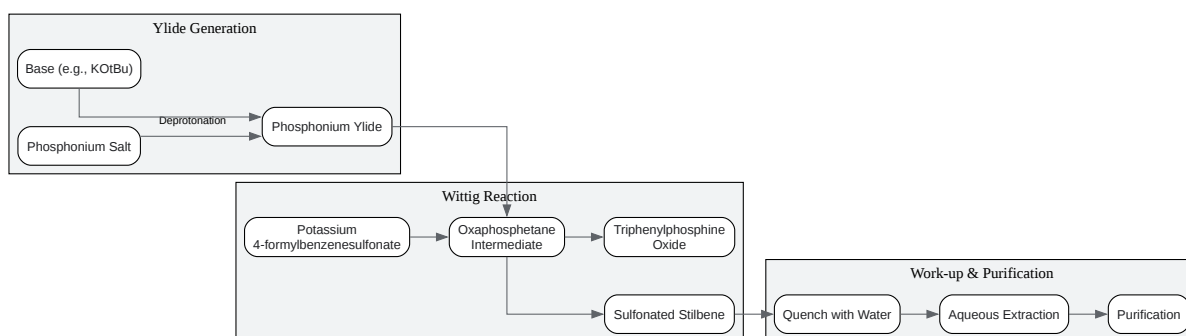 Ylide Generation
Base (e.g., KOtBu)
Deprotonation
Phosphonium Ylide
Phosphonium Salt
Wittig Reaction
Potassium
4-formylbenzenesulfonate
Oxaphosphetane
Intermediate
Triphenylphosphine
Oxide
Sulfonated Stilbene
Work-up & Purification
Quench with Water
Aqueous Extraction
Purification